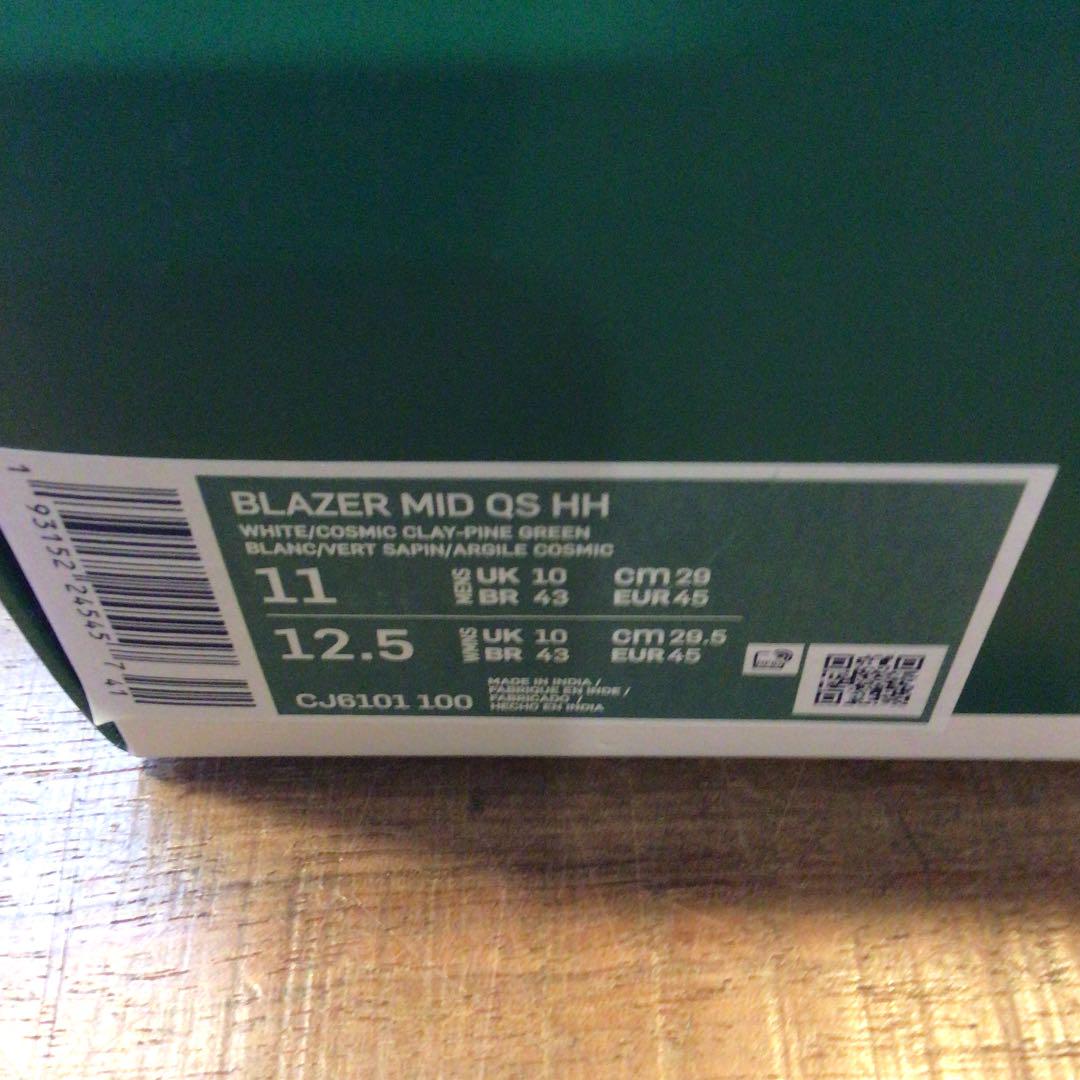 BLAZER MID QS HH
WHITE/COSMIC CLAY-PINE GREEN
BLANC/VERT SAPIN/ARGILE COSMIC
11 MENS UK 10 cm 29
BR 43 EUR 45
12.5 WMNS UK 10 cm 29.5
BR 43 EUR 45
CJ6101 100
MADE IN INDIA /
FABRIQUE EN INDE /
FABRICADO /
HECHO EN INDIA
1 93152 24545 7 41